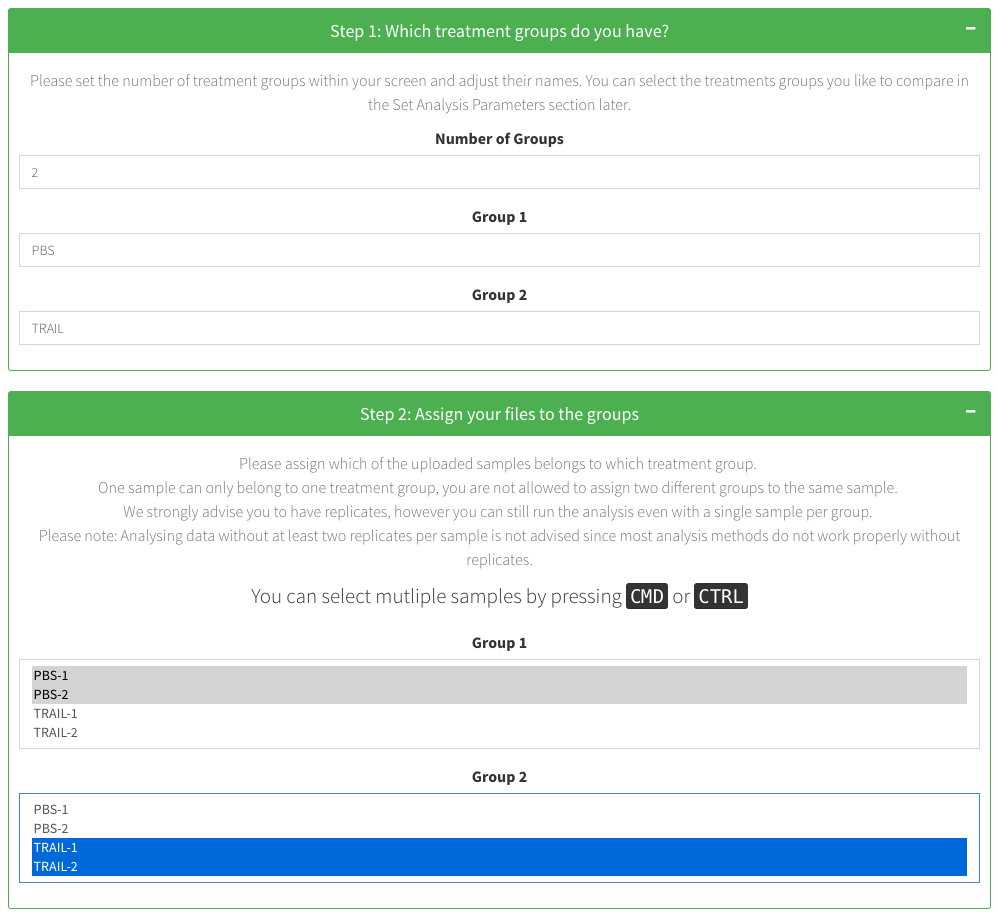 Step 1: Which treatment groups do you have?
Please set the number of treatment groups within your screen and adjust their names. You can select the treatments groups you like to compare in
the Set Analysis Parameters section later.
Number of Groups
2
Group 1
PBS
Group 2
TRAIL
Step 2: Assign your files to the groups
Please assign which of the uploaded samples belongs to which treatment group.
One sample can only belong to one treatment group, you are not allowed to assign two different groups to the same sample.
We strongly advise you to have replicates, however you can still run the analysis even with a single sample per group.
Please note: Analysing data without at least two replicates per sample is not advised since most analysis methods do not work properly without
replicates.
You can select mutliple samples by pressing CMD or CTRL
Group 1
PBS-1
PBS-2
TRAIL-1
TRAIL-2
Group 2
PBS-1
PBS-2
TRAIL-1
TRAIL-2